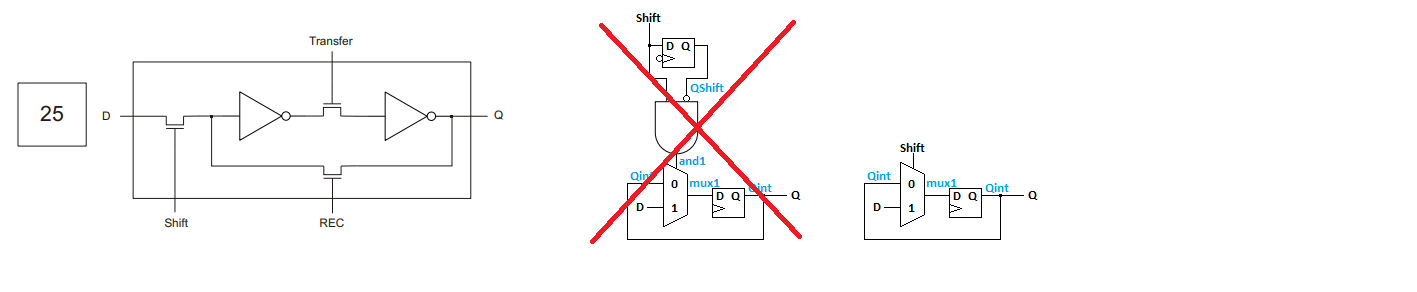 25
Transfer
D
Q
Shift
REC
Shift
D Q
QShift
and1
Qint
0
mux1
Qint
D Q
Q
D
1
Shift
Qint
0
mux1
Qint
D Q
Q
D
1